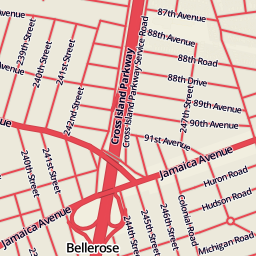 87th Avenue
88th Avenue
239th Street
88th Road
Avenue
240th Street
241st Street
88th Drive
Cross Island Parkway
Cross Island Parkway Service Road
89th Avenue
247th Street
242nd Street
90th Avenue
91st Avenue
Jamaica Avenue
240th Street
241st Street
Huron Road
Hudson Road
Jamaica Avenue
244th Street
245th Street
246th Street
Colonial Road
Michigan Road
Bellerose